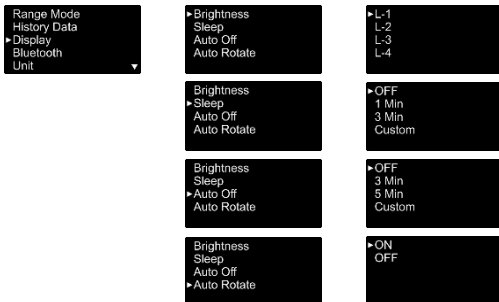 Range Mode
History Data
▸Display
Bluetooth
Unit ▼
▸Brightness
Sleep
Auto Off
Auto Rotate
▸L-1
L-2
L-3
L-4
Brightness
▸Sleep
Auto Off
Auto Rotate
▸OFF
1 Min
3 Min
Custom
Brightness
Sleep
▸Auto Off
Auto Rotate
▸OFF
3 Min
5 Min
Custom
Brightness
Sleep
Auto Off
▸Auto Rotate
▸ON
OFF